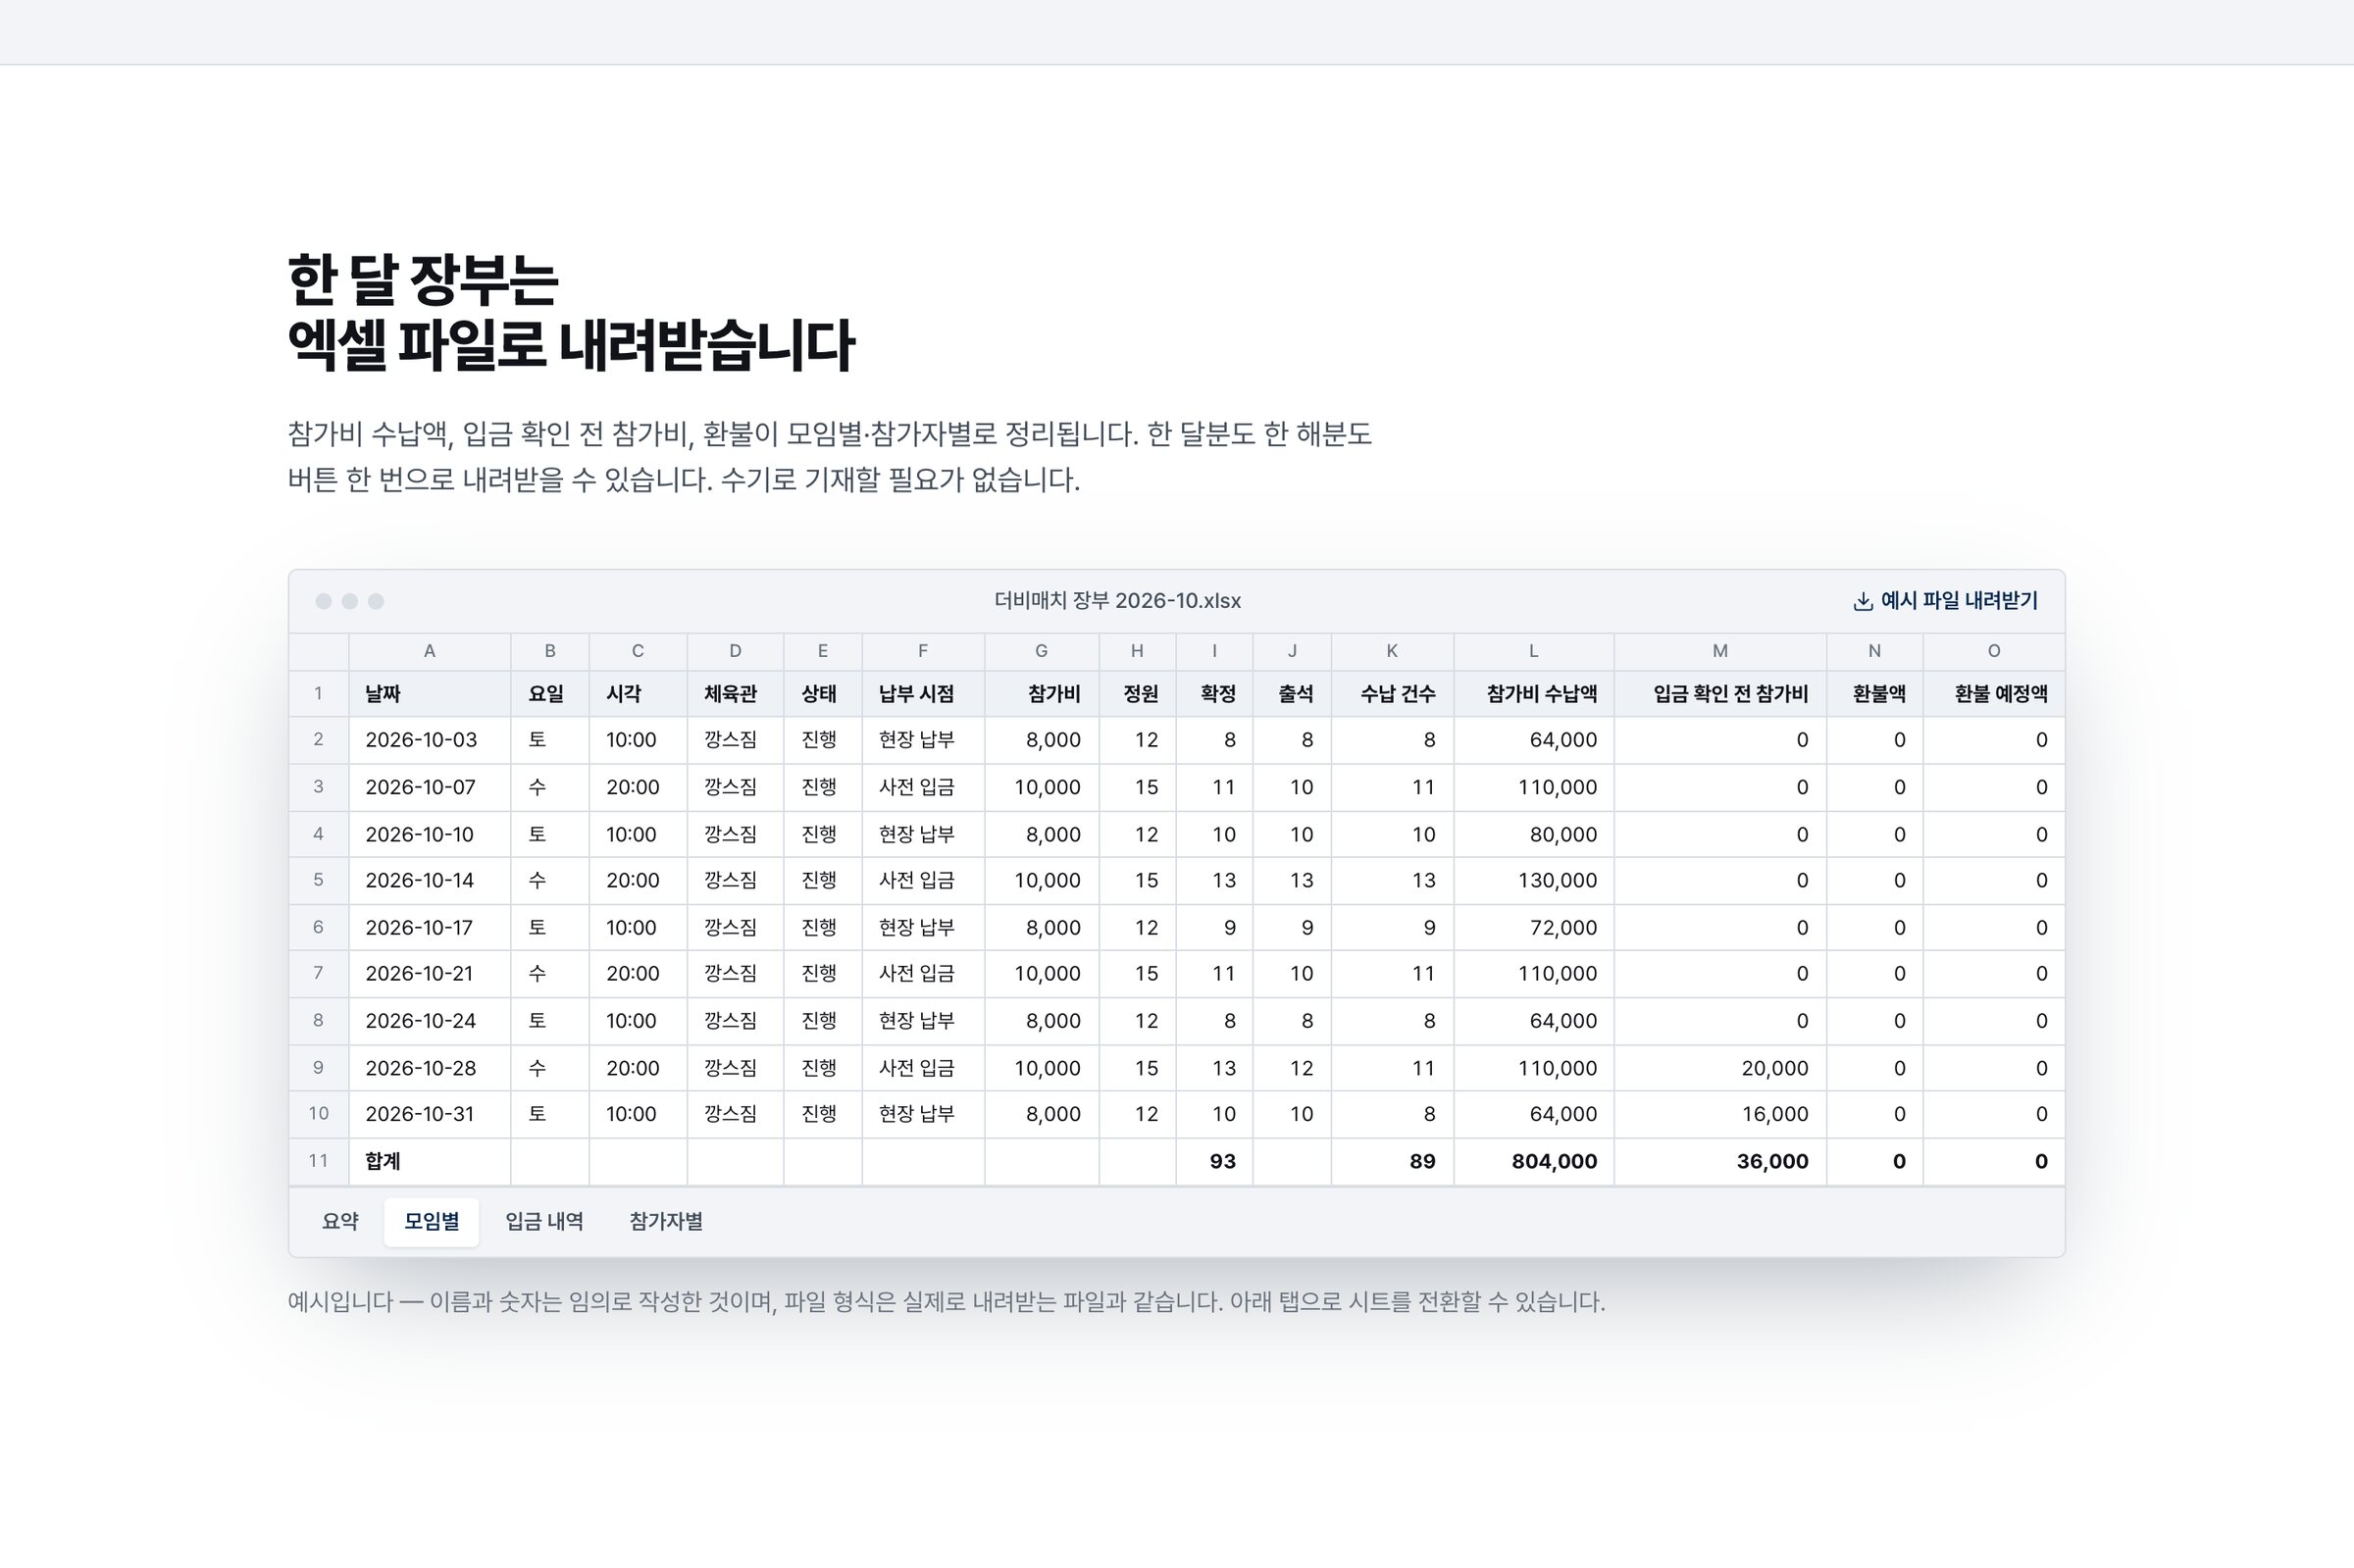 한 달 장부는
엑셀 파일로 내려받습니다
참가비 수납액, 입금 확인 전 참가비, 환불이 모임별·참가자별로 정리됩니다. 한 달분도 한 해분도
버튼 한 번으로 내려받을 수 있습니다. 수기로 기재할 필요가 없습니다.
더비매치 장부 2026-10.xlsx 예시 파일 내려받기
A B C D E F G H I J K L M N O
1 날짜 요일 시각 체육관 상태 납부 시점 참가비 정원 확정 출석 수납 건수 참가비 수납액 입금 확인 전 참가비 환불액 환불 예정액
2 2026-10-03 토 10:00 깡스짐 진행 현장 납부 8,000 12 8 8 8 64,000 0 0 0
3 2026-10-07 수 20:00 깡스짐 진행 사전 입금 10,000 15 11 10 11 110,000 0 0 0
4 2026-10-10 토 10:00 깡스짐 진행 현장 납부 8,000 12 10 10 10 80,000 0 0 0
5 2026-10-14 수 20:00 깡스짐 진행 사전 입금 10,000 15 13 13 13 130,000 0 0 0
6 2026-10-17 토 10:00 깡스짐 진행 현장 납부 8,000 12 9 9 9 72,000 0 0 0
7 2026-10-21 수 20:00 깡스짐 진행 사전 입금 10,000 15 11 10 11 110,000 0 0 0
8 2026-10-24 토 10:00 깡스짐 진행 현장 납부 8,000 12 8 8 8 64,000 0 0 0
9 2026-10-28 수 20:00 깡스짐 진행 사전 입금 10,000 15 13 12 11 110,000 20,000 0 0
10 2026-10-31 토 10:00 깡스짐 진행 현장 납부 8,000 12 10 10 8 64,000 16,000 0 0
11 합계 93 89 804,000 36,000 0 0
요약 모임별 입금 내역 참가자별
예시입니다 — 이름과 숫자는 임의로 작성한 것이며, 파일 형식은 실제로 내려받는 파일과 같습니다. 아래 탭으로 시트를 전환할 수 있습니다.